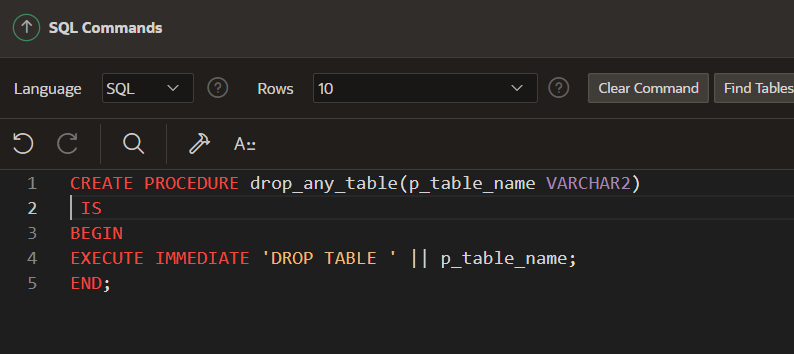 SQL Commands
Language SQL Rows 10 Clear Command Find Tables
A::
1 CREATE PROCEDURE drop_any_table(p_table_name VARCHAR2)
2 IS
3 BEGIN
4 EXECUTE IMMEDIATE 'DROP TABLE ' || p_table_name;
5 END;